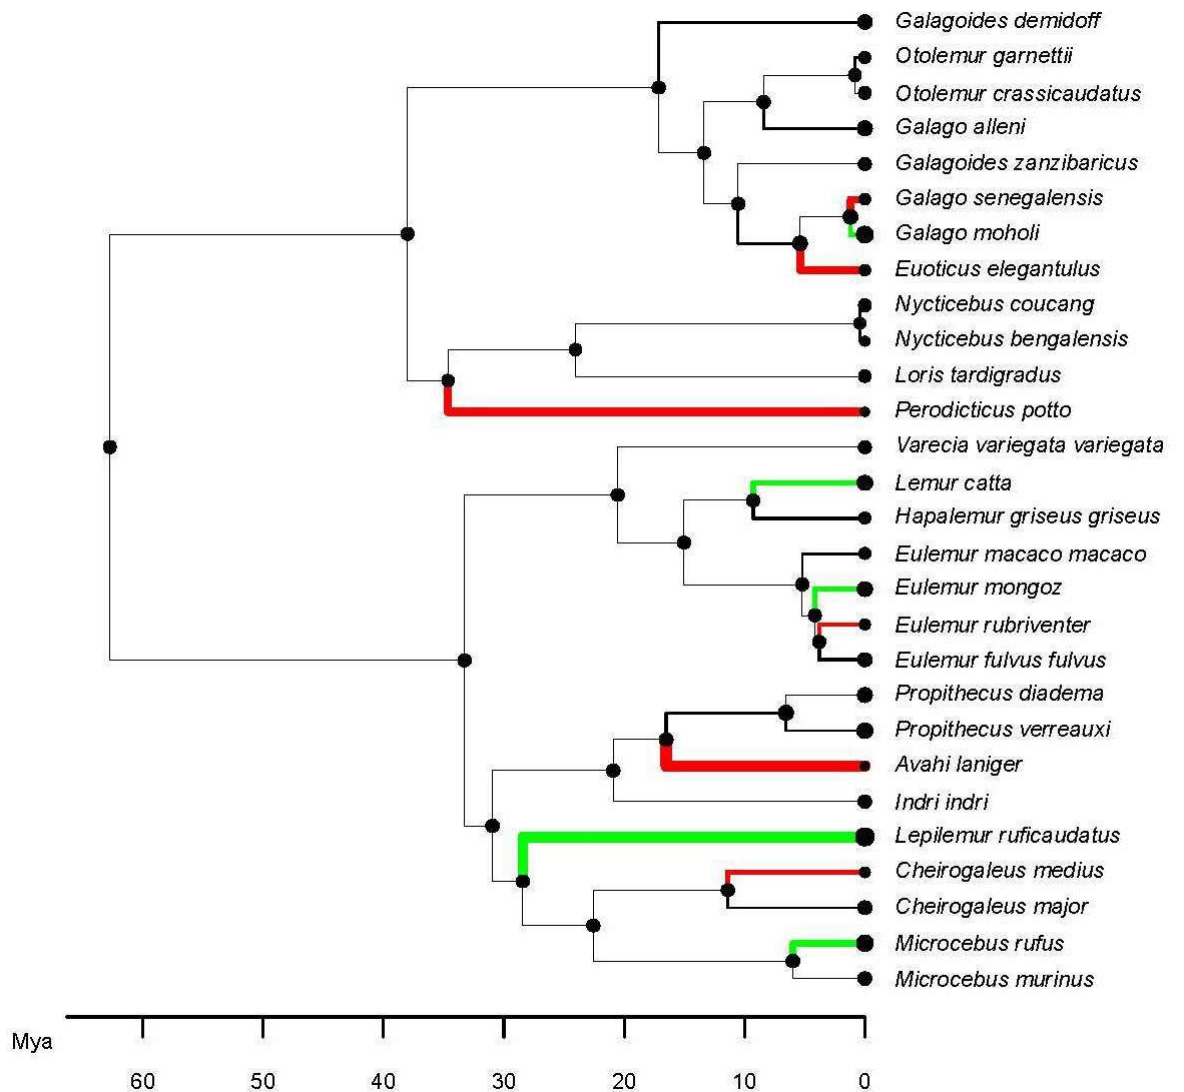 Galagoides demidoff
Otolemur garnettii
Otolemur crassicaudatus
Galago alleni
Galagoides zanzibaricus
Galago senegalensis
Galago moholi
Euoticus elegantulus
Nycticebus coucang
Nycticebus bengalensis
Loris tardigradus
Perodicticus potto
Varecia variegata variegata
Lemur catta
Hapalemur griseus griseus
Eulemur macaco macaco
Eulemur mongoz
Eulemur rubriventer
Eulemur fulvus fulvus
Propithecus diadema
Propithecus verreauxi
Avahi laniger
Indri indri
Lepilemur ruficaudatus
Cheirogaleus medius
Cheirogaleus major
Microcebus rufus
Microcebus murinus
Mya
60 50 40 30 20 10 0